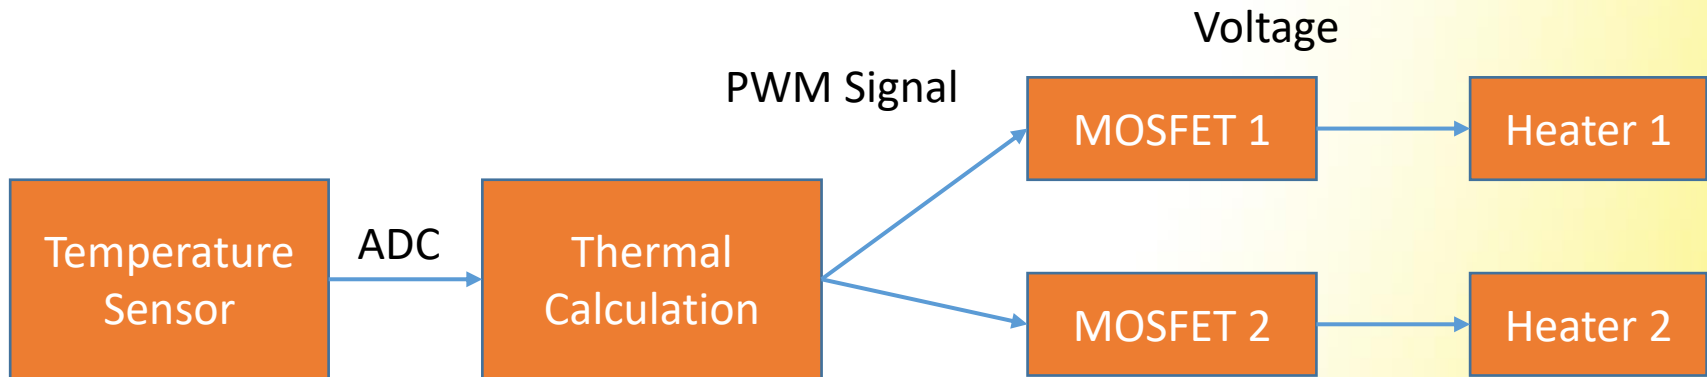 Voltage
PWM Signal
MOSFET 1
Heater 1
Temperature
Sensor
ADC
Thermal
Calculation
MOSFET 2
Heater 2